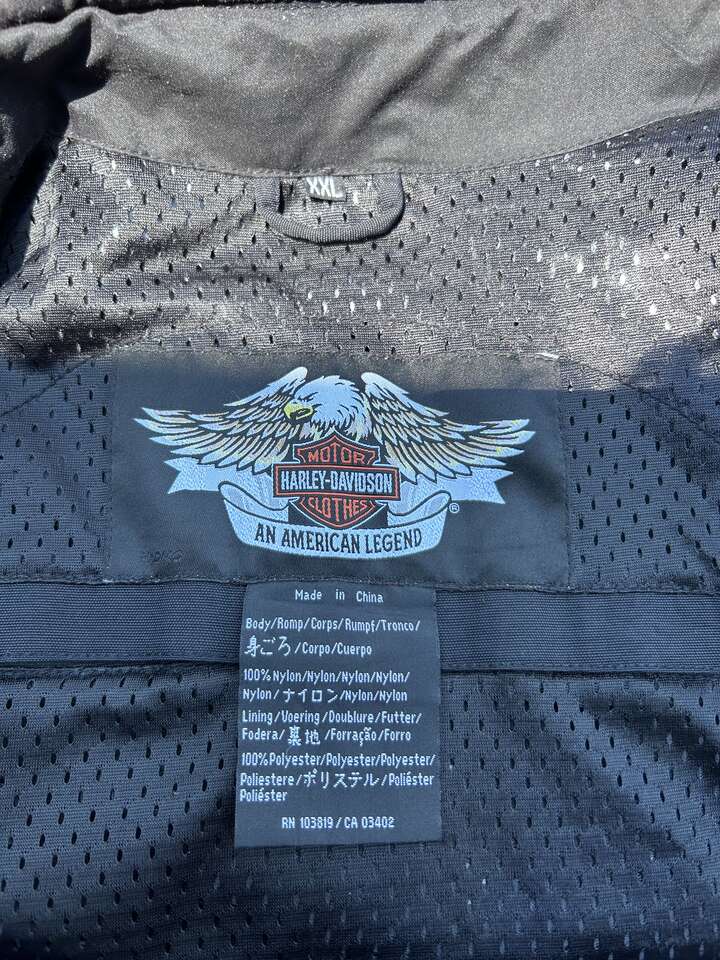 XXL
MOTOR
HARLEY-DAVIDSON
CLOTHES
®
AN AMERICAN LEGEND
Made in China
Body/Romp/Corps/Rumpf/Tronco/
身ごろ/Corpo/Cuerpo
100% Nylon/Nylon/Nylon/Nylon/
Nylon/ナイロン/Nylon/Nylon
Lining/Voering/Doublure/Futter/
Fodera/裏地/Forração/Forro
100% Polyester/Polyester/Polyester/
Poliestere/ポリステル/Poliéster
Poliéster
RN 103819 / CA 03402